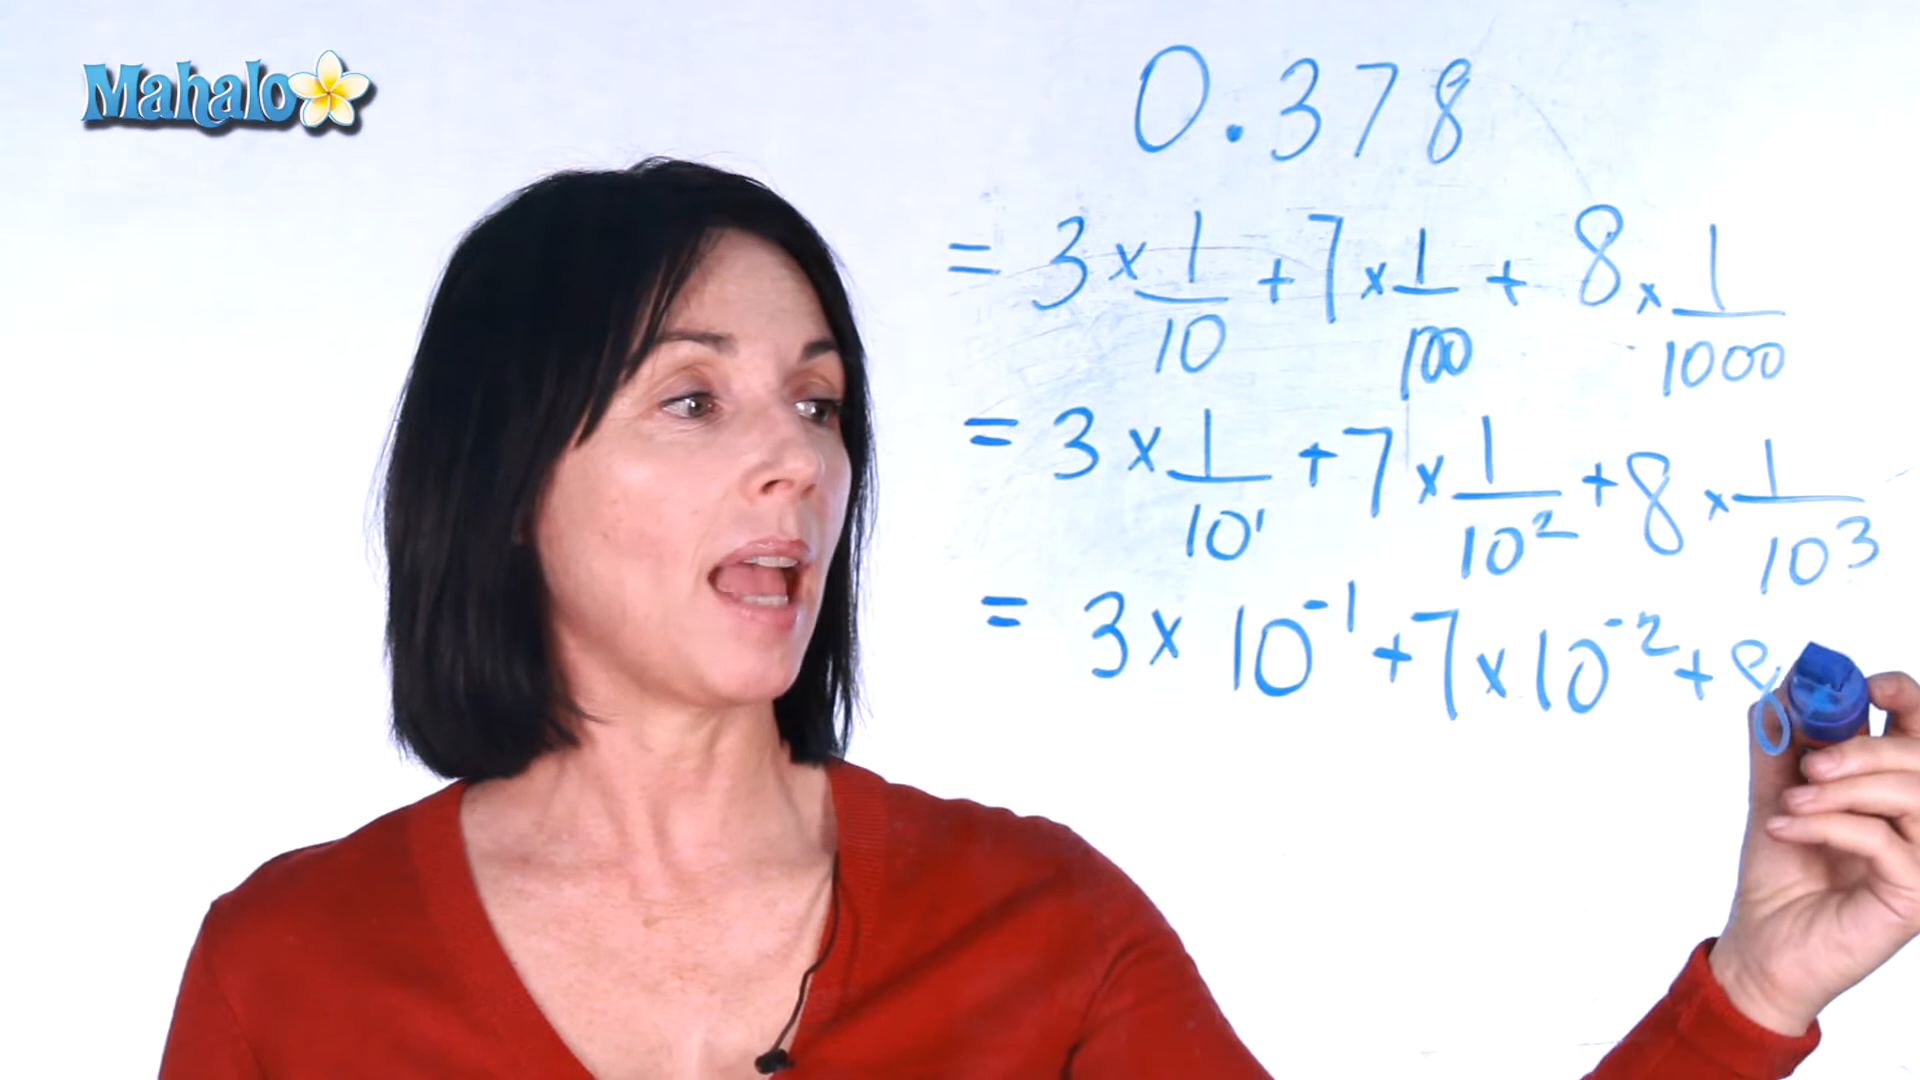 Mahalo
0.378
= 3 × 1/10 + 7 × 1/100 + 8 × 1/1000
= 3 × 1/10¹ + 7 × 1/10² + 8 × 1/10³
= 3 × 10⁻¹ + 7 × 10⁻² + 8